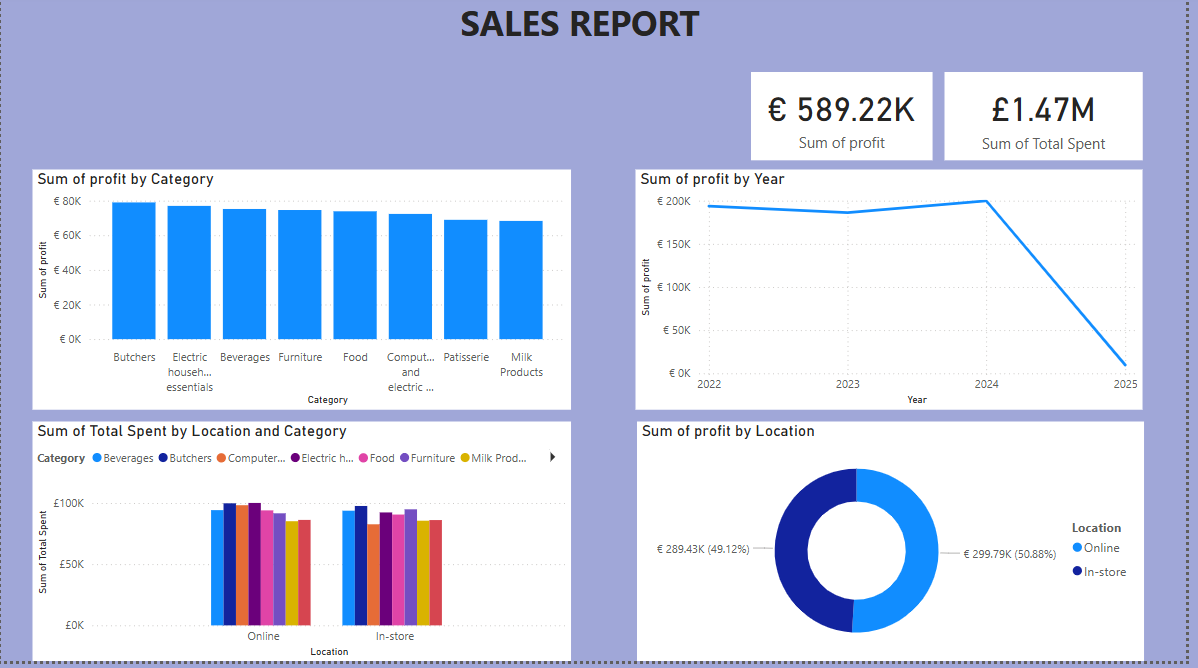 SALES REPORT
€ 589.22K
Sum of profit
£1.47M
Sum of Total Spent
Sum of profit by Category
Sum of profit
€ 80K
€ 60K
€ 40K
€ 20K
€ 0K
Butchers
Electric
househ...
essentials
Beverages
Furniture
Food
Comput...
and
electric ...
Patisserie
Milk
Products
Category
Sum of profit by Year
Sum of profit
€ 200K
€ 150K
€ 100K
€ 50K
€ 0K
2022
2023
2024
2025
Year
Sum of Total Spent by Location and Category
Category Beverages Butchers Computer... Electric h... Food Furniture Milk Prod...
Sum of Total Spent
£100K
£50K
£0K
Online
In-store
Location
Sum of profit by Location
€ 289.43K (49.12%)
€ 299.79K (50.88%)
Location
Online
In-store